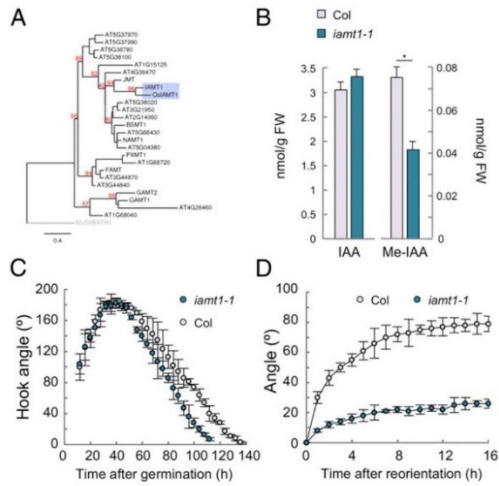 A
AT5G37970
AT5G37990
AT5G38780
AT5G38100
AT1G15125
AT4G36470
JMT
IAMT1
OsIAMT1
AT5G38020
AT3G21950
AT2G14060
BSMT1
AT5G66430
NAMT1
AT5G04380
PXMT1
AT1G66720
FAMT
AT3G44870
AT3G44840
GAMT2
GAMT1
AT4G26460
AT1G68040
0.4
B
Col
iamt1-1
*
nmol/g FW
3.5
3
2.5
2
1.5
1
0.5
0
IAA
Me-IAA
0.08
0.06
0.04
0.02
0
nmol/g FW
C
iamt1-1
Col
Hook angle (º)
200
160
120
80
40
0
0 20 40 60 80 100 120 140
Time after germination (h)
D
Col iamt1-1
Angle (º)
100
80
60
40
20
0
0 4 8 12 16
Time after reorientation (h)